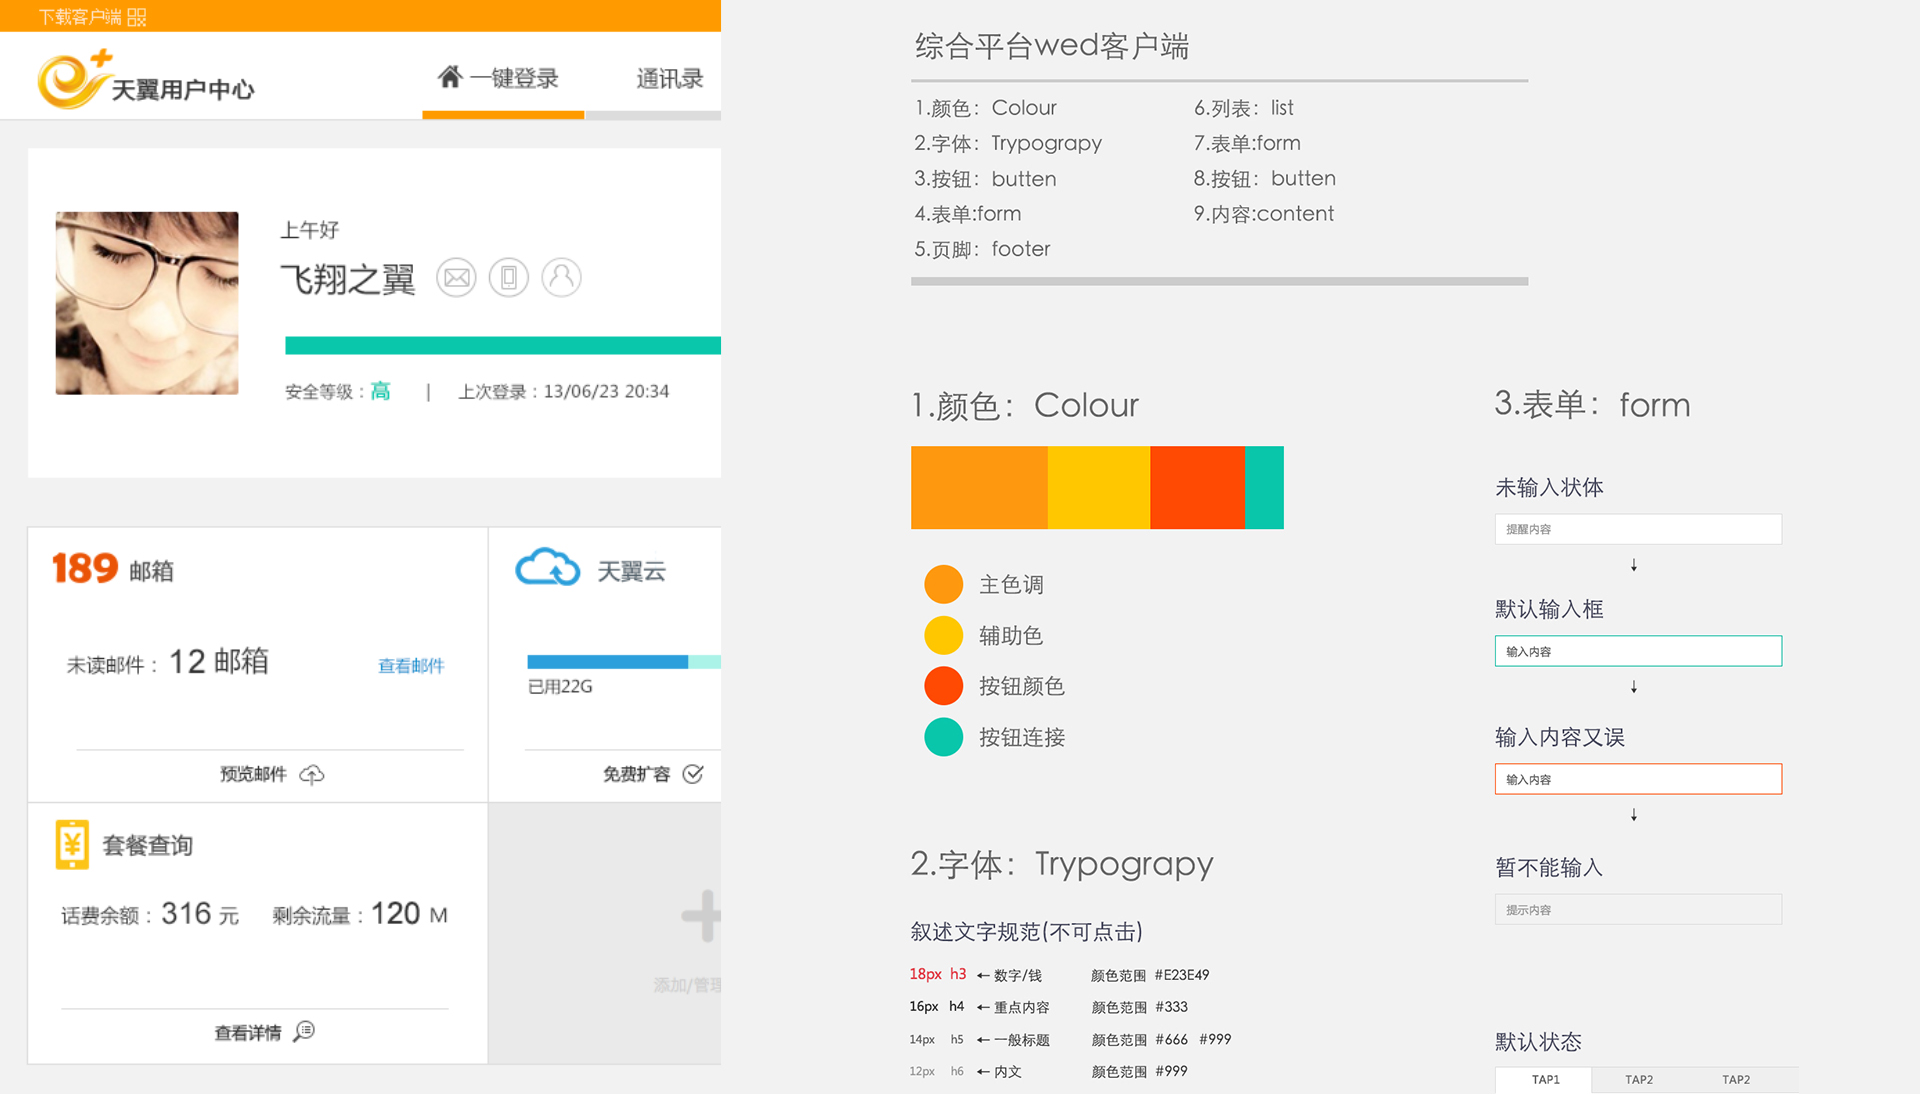 下载客户端
天翼用户中心
一键登录
通讯录
上午好
飞翔之翼
安全等级：高 | 上次登录：13/06/23 20:34
189 邮箱
未读邮件： 12 邮箱
查看邮件
预览邮件
天翼云
已用22G
免费扩容
套餐查询
话费余额：316 元 剩余流量：120 M
查看详情
添加/管理
综合平台wed客户端
1.颜色：Colour
2.字体：Trypograpy
3.按钮：butten
4.表单:form
5.页脚：footer
6.列表：list
7.表单:form
8.按钮：butten
9.内容:content
1.颜色：Colour
主色调
辅助色
按钮颜色
按钮连接
2.字体：Trypograpy
叙述文字规范(不可点击)
18px h3 ←数字/钱 颜色范围 #E23E49
16px h4 ←重点内容 颜色范围 #333
14px h5 ←一般标题 颜色范围 #666 #999
12px h6 ←内文 颜色范围 #999
3.表单：form
未输入状体
提醒内容
↓
默认输入框
输入内容
↓
输入内容又误
输入内容
↓
暂不能输入
提示内容
默认状态
TAP1 TAP2 TAP2